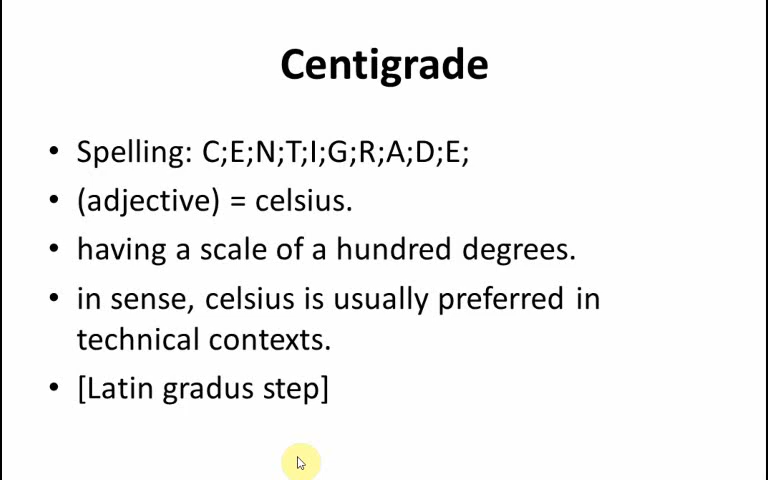 Centigrade
• Spelling: C;E;N;T;I;G;R;A;D;E;
• (adjective) = celsius.
• having a scale of a hundred degrees.
• in sense, celsius is usually preferred in
technical contexts.
• [Latin gradus step]